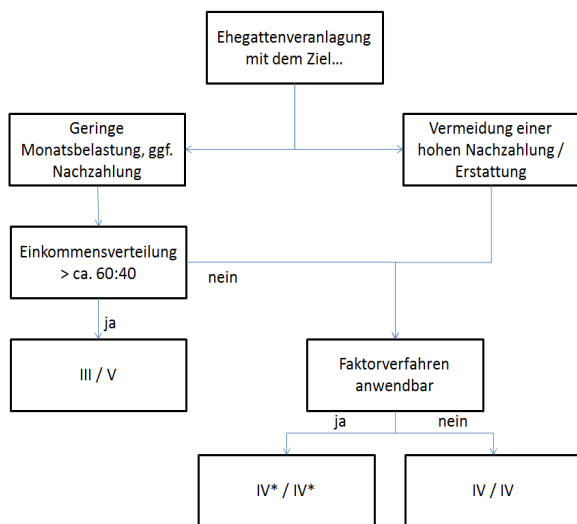 Ehegattenveranlagung
mit dem Ziel…
Geringe
Monatsbelastung, ggf.
Nachzahlung
Vermeidung einer
hohen Nachzahlung /
Erstattung
Einkommensverteilung
> ca. 60:40
nein
ja
III / V
Faktorverfahren
anwendbar
ja
nein
IV* / IV*
IV / IV